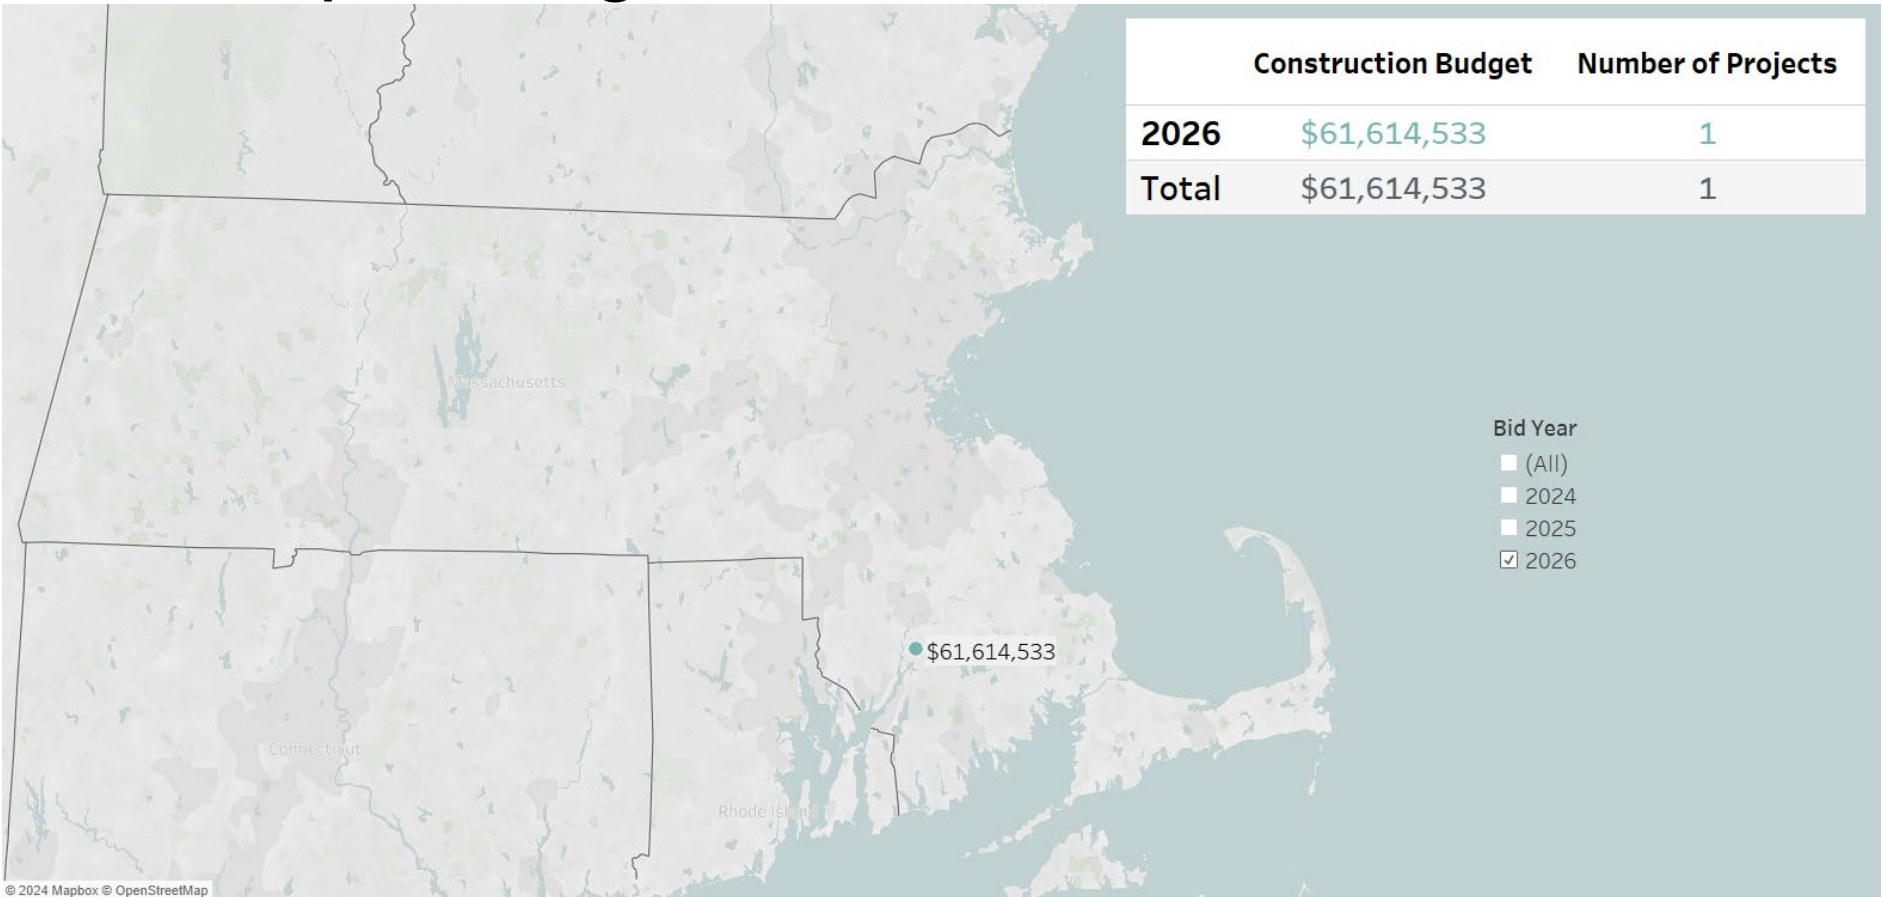 Construction Budget Number of Projects
2026 $61,614,533 1
Total $61,614,533 1
Massachusetts
Bid Year
(All)
2024
2025
2026
$61,614,533
Connecticut
Rhode Island
© 2024 Mapbox © OpenStreetMap